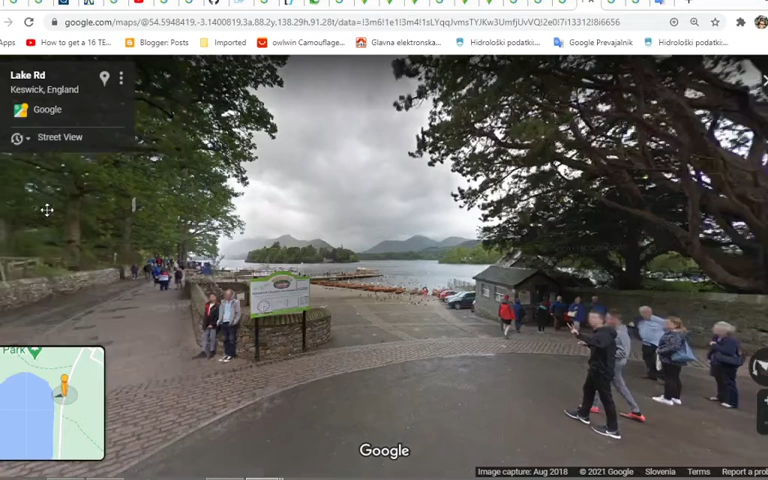 google.com/maps/@54.5948419,-3.1400819,3a,88.2y,138.29h,91.28t/data=!3m6!1e1!3m4!1sLYqqJvmsTYJKw3UmfjUvVQ!2e0!7i13312!8i6656
Apps
How to get a 16 TE...
Blogger: Posts
Imported
owlwin Camouflage...
Glavna elektronska...
Hidrološki podatki...
Google Prevajalnik
Hidrološki podatki...
Lake Rd
Keswick, England
Google
Street View
Park
Google
Image capture: Aug 2018
© 2021 Google
Slovenia
Terms
Report a prob